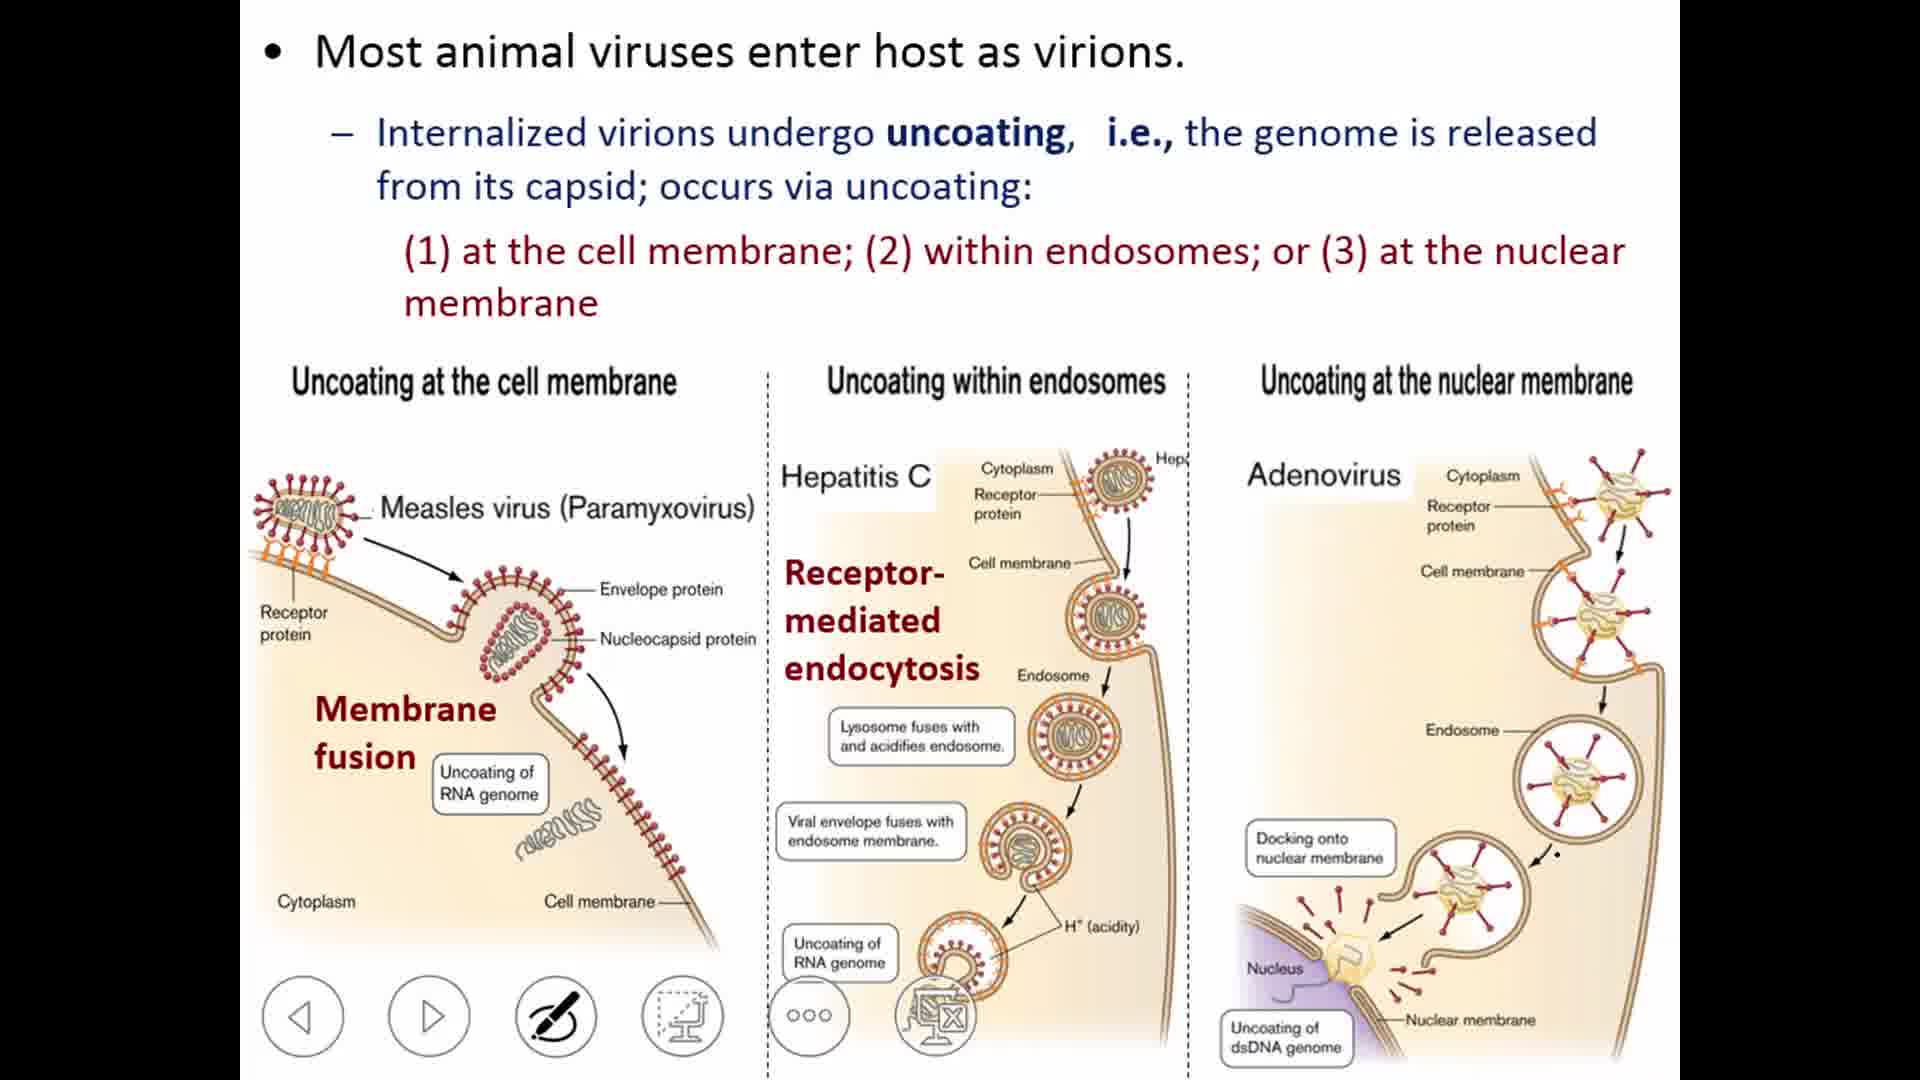 • Most animal viruses enter host as virions.
– Internalized virions undergo uncoating, i.e., the genome is released
from its capsid; occurs via uncoating:
(1) at the cell membrane; (2) within endosomes; or (3) at the nuclear
membrane
Uncoating at the cell membrane
Measles virus (Paramyxovirus)
Receptor
protein
Envelope protein
Nucleocapsid protein
Membrane
fusion
Uncoating of
RNA genome
Cytoplasm
Cell membrane
Uncoating within endosomes
Hepatitis C
Cytoplasm
Receptor
protein
Cell membrane
Receptor-
mediated
endocytosis
Endosome
Lysosome fuses with
and acidifies endosome.
Viral envelope fuses with
endosome membrane.
H⁺ (acidity)
Uncoating of
RNA genome
Uncoating at the nuclear membrane
Adenovirus
Cytoplasm
Receptor
protein
Cell membrane
Endosome
Docking onto
nuclear membrane
Nucleus
Nuclear membrane
Uncoating of
dsDNA genome